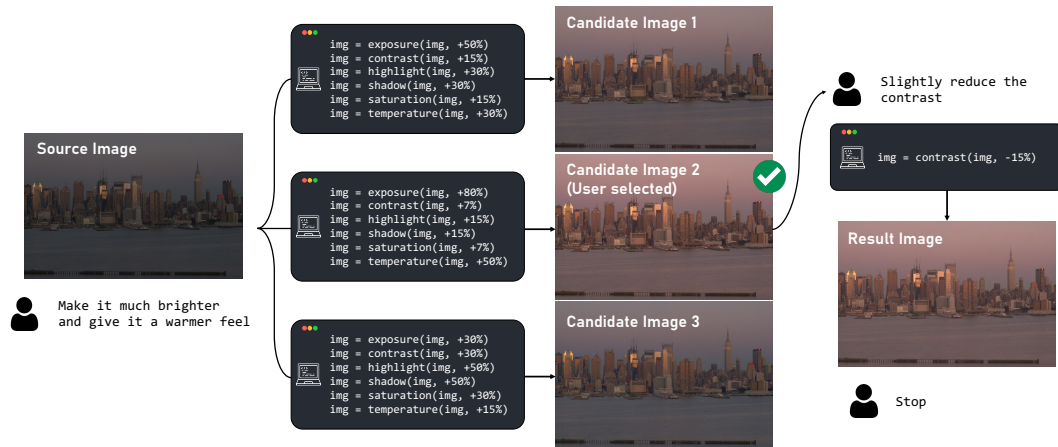 Source Image
Make it much brighter
and give it a warmer feel
img = exposure(img, +50%)
img = contrast(img, +15%)
img = highlight(img, +30%)
img = shadow(img, +30%)
img = saturation(img, +15%)
img = temperature(img, +30%)
Candidate Image 1
img = exposure(img, +80%)
img = contrast(img, +7%)
img = highlight(img, +15%)
img = shadow(img, +15%)
img = saturation(img, +7%)
img = temperature(img, +50%)
Candidate Image 2
(User selected)
img = exposure(img, +30%)
img = contrast(img, +30%)
img = highlight(img, +50%)
img = shadow(img, +50%)
img = saturation(img, +30%)
img = temperature(img, +15%)
Candidate Image 3
Slightly reduce the
contrast
img = contrast(img, -15%)
Result Image
Stop